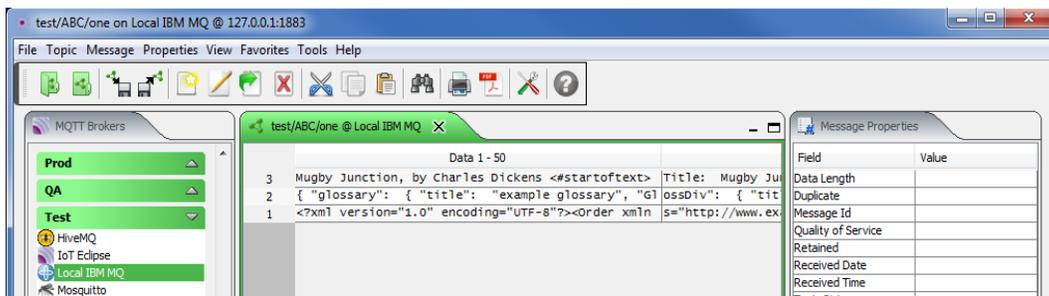 test/ABC/one on Local IBM MQ @ 127.0.0.1:1883
File Topic Message Properties View Favorites Tools Help
PDF
MQTT Brokers
test/ABC/one @ Local IBM MQ
Message Properties
Prod
QA
Test
HiveMQ
IoT Eclipse
Local IBM MQ
Mosquitto
Data 1 - 50
3 Mugby Junction, by Charles Dickens <#startoftext> Title: Mugby Jun
2 { "glossary": { "title": "example glossary", "Gl ossDiv": { "tit
1 <?xml version="1.0" encoding="UTF-8"?><Order xmln s="http://www.ex
Field Value
Data Length
Duplicate
Message Id
Quality of Service
Retained
Received Date
Received Time